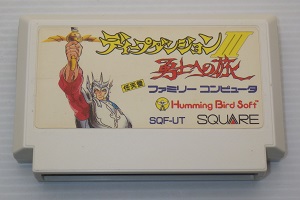 ディープダンジョンIII
勇士への旅
任天堂
ファミリー コンピュータ
Humming Bird Soft
SQF-UT SQUARE